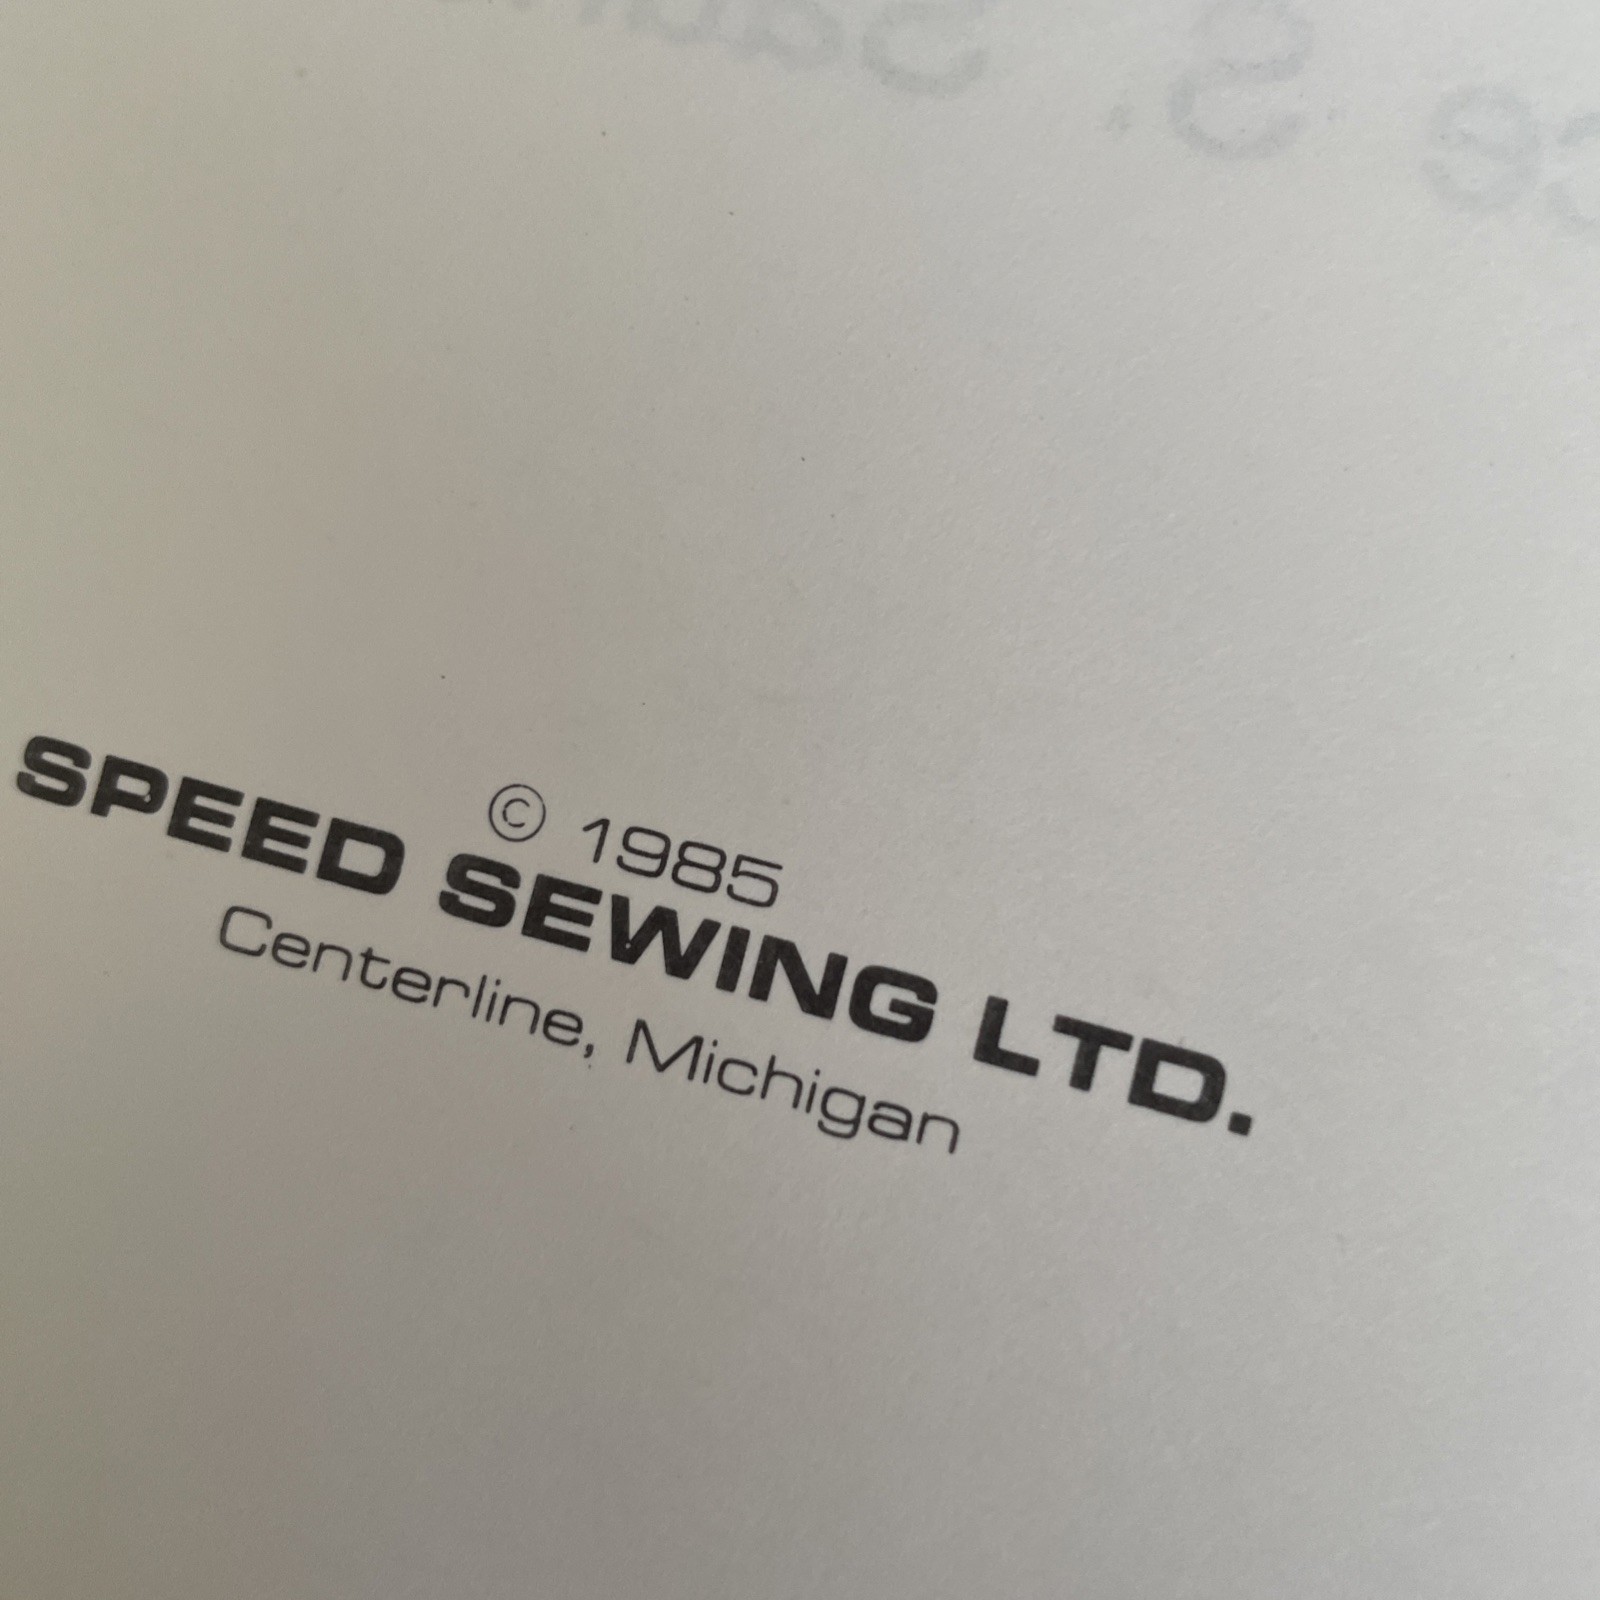 © 1985
SPEED SEWING LTD.
Centerline, Michigan